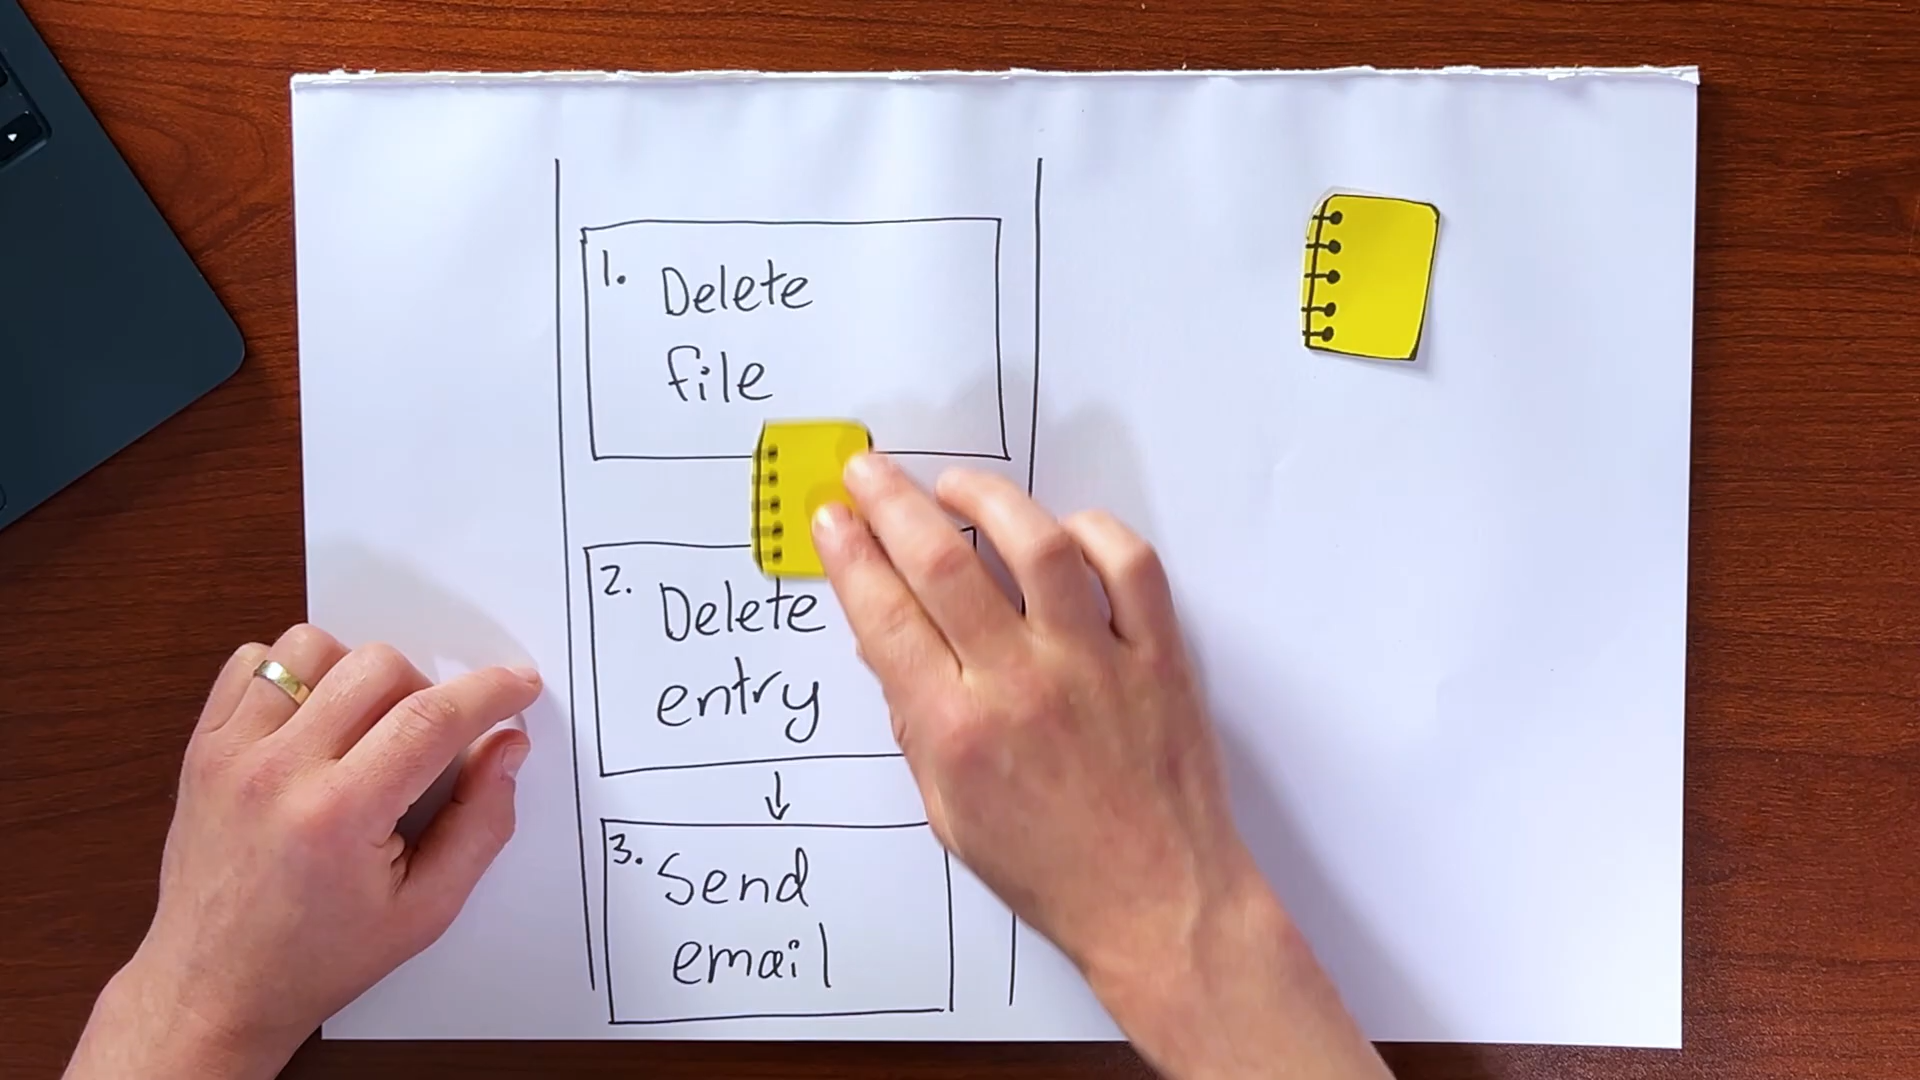 1. Delete
file
2. Delete
entry
3. Send
email